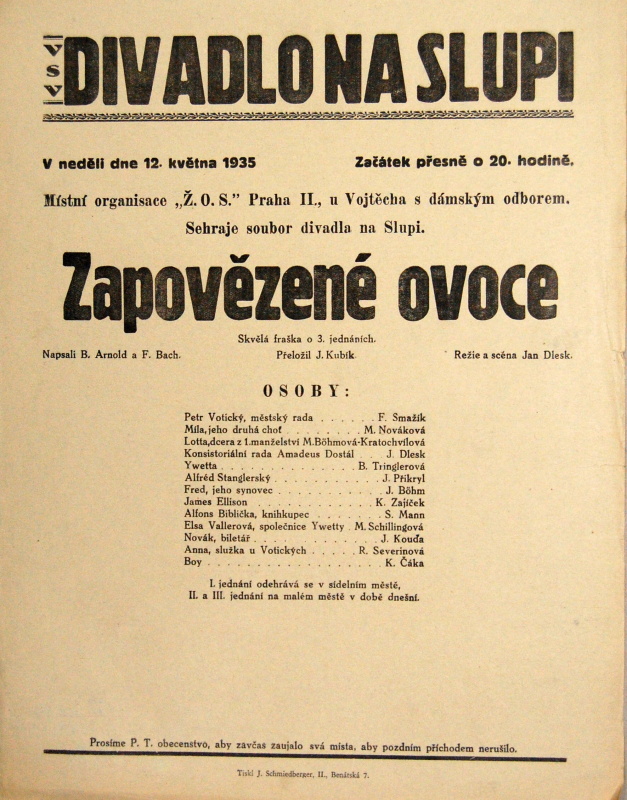 VSV DIVADLO NA SLUPI
V neděli dne 12. května 1935 Začátek přesně o 20. hodině.
Místní organisace „Ž. O. S.” Praha II., u Vojtěcha s dámským odborem.
Sehraje soubor divadla na Slupi.
Zapovězené ovoce
Skvělá fraška o 3. jednáních.
Napsali B. Arnold a F. Bach. Přeložil J. Kubík. Režie a scéna Jan Dlesk.
OSOBY:
Petr Votický, městský rada . . . . . . F. Smažík
Míla, jeho druhá choť . . . . . . . . M. Nováková
Lotta, dcera z 1. manželství M. Böhmová-Kratochvílová
Konsistoriální rada Amadeus Dostál . . . J. Dlesk
Ywetta . . . . . . . . . . . . . . B. Tringlerová
Alfréd Stanglerský . . . . . . . . . . . J. Přikryl
Fred, jeho synovec . . . . . . . . . . . J. Böhm
James Ellison . . . . . . . . . . . . K. Zajíček
Alfons Biblička, knihkupec . . . . . . . S. Mann
Elsa Vallerová, společnice Ywetty M. Schillingová
Novák, biletář . . . . . . . . . . . . J. Kouďa
Anna, služka u Votických . . . . . R. Severinová
Boy . . . . . . . . . . . . . . . . . K. Čáka
I. jednání odehrává se v sídelním městě,
II. a III. jednání na malém městě v době dnešní.
Prosíme P. T. obecenstvo, aby zavčas zaujalo svá místa, aby pozdním příchodem nerušilo.
Tiskl J. Schmiedberger, II., Benátská 7.